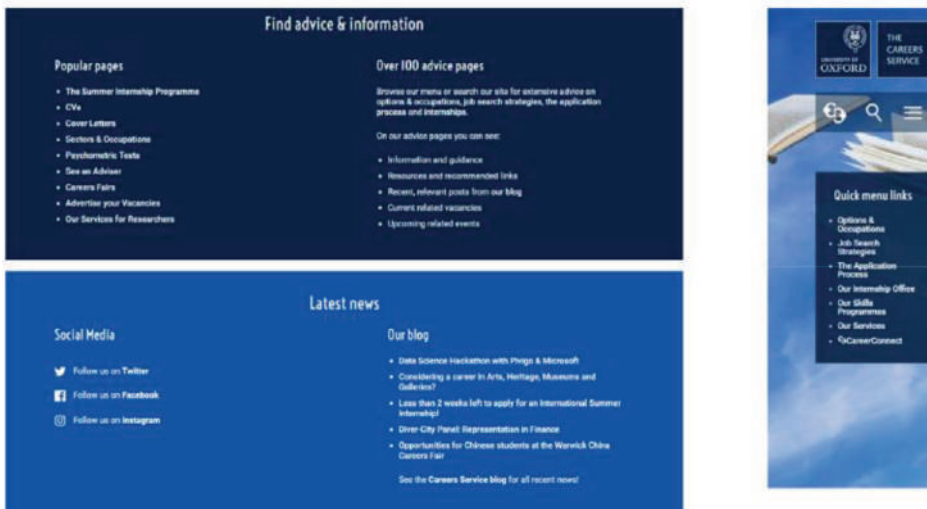 Find advice & information
Popular pages
• The Summer Internship Programme
• CVs
• Cover Letters
• Sectors & Occupations
• Psychometric Tests
• See an Adviser
• Careers Fairs
• Advertise your Vacancies
• Our Services for Researchers
Over 100 advice pages
Browse our menu or search our site for extensive advice on
options & occupations, job search strategies, the application
process and internships.
On our advice pages you can see:
• Information and guidance
• Resources and recommended links
• Recent, relevant posts from our blog
• Current related vacancies
• Upcoming related events
Latest news
Social Media
Follow us on Twitter
Follow us on Facebook
Follow us on Instagram
Our blog
• Data Science Hackathon with Pivigo & Microsoft
• Considering a career in Arts, Heritage, Museums and
Galleries?
• Less than 2 weeks left to apply for an International Summer
Internship!
• Diver-City Panel: Representation in Finance
• Opportunities for Chinese students at the Warwick China
Careers Fair
See the Careers Service blog for all recent news!
UNIVERSITY OF
OXFORD
THE
CAREERS
SERVICE
Quick menu links
• Options &
Occupations
• Job Search
Strategies
• The Application
Process
• Our Internship Office
• Our Skills
Programmes
• Our Services
• CareerConnect